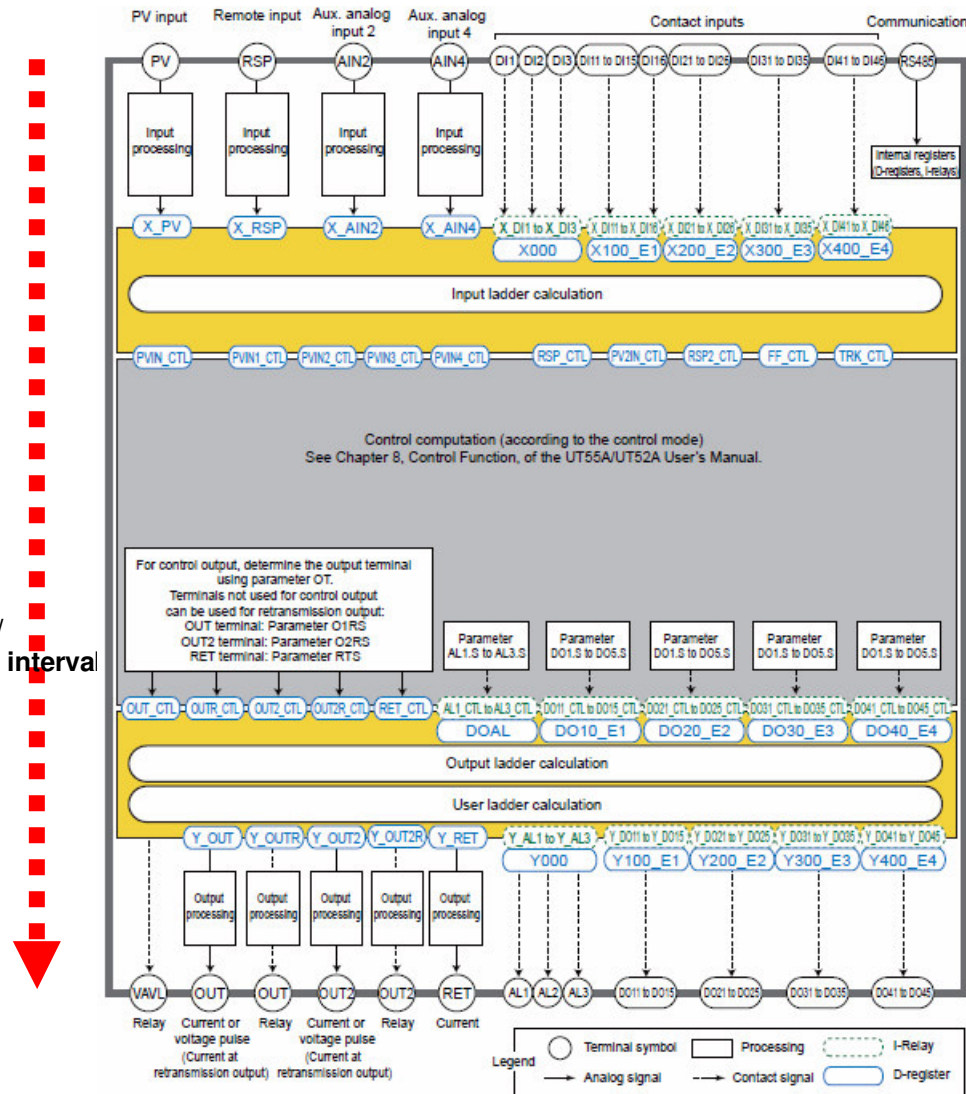 PV input
Remote input
Aux. analog
input 2
Aux. analog
input 4
Contact inputs
Communication
PV
RSP
AIN2
AIN4
DI1
DI2
DI3
DI11 to DI15
DI16
DI21 to DI26
DI31 to DI35
DI41 to DI46
RS485
Input
processing
Input
processing
Input
processing
Input
processing
Internal registers
(D-registers, I-relays)
X_PV
X_RSP
X_AIN2
X_AIN4
X_DI1 to X_DI3
X_DI11 to X_DI16
X_DI21 to X_DI26
X_DI31 to X_DI35
X_DI41 to X_DI46
X000
X100_E1
X200_E2
X300_E3
X400_E4
Input ladder calculation
PVIN_CTL
PVIN1_CTL
PVIN2_CTL
PVIN3_CTL
PVIN4_CTL
RSP_CTL
PV2IN_CTL
RSP2_CTL
FF_CTL
TRK_CTL
Control computation (according to the control mode)
See Chapter 8, Control Function, of the UT55A/UT52A User's Manual.
For control output, determine the output terminal
using parameter OT.
Terminals not used for control output
can be used for retransmission output:
OUT terminal: Parameter O1RS
OUT2 terminal: Parameter O2RS
RET terminal: Parameter RTS
/
interval
Parameter
AL1.S to AL3.S
Parameter
DO1.S to DO5.S
Parameter
DO1.S to DO5.S
Parameter
DO1.S to DO5.S
Parameter
DO1.S to DO5.S
OUT_CTL
OUTR_CTL
OUT2_CTL
OUT2R_CTL
RET_CTL
AL1_CTL to AL3_CTL
DO11_CTL to DO15_CTL
DO21_CTL to DO25_CTL
DO31_CTL to DO35_CTL
DO41_CTL to DO45_CTL
DOAL
DO10_E1
DO20_E2
DO30_E3
DO40_E4
Output ladder calculation
User ladder calculation
Y_OUT
Y_OUTR
Y_OUT2
Y_OUT2R
Y_RET
Y_AL1 to Y_AL3
Y_DO11 to Y_DO15
Y_DO21 to Y_DO25
Y_DO31 to Y_DO35
Y_DO41 to Y_DO45
Y000
Y100_E1
Y200_E2
Y300_E3
Y400_E4
Output
processing
Output
processing
Output
processing
Output
processing
Output
processing
VAVL
OUT
OUT
OUT2
OUT2
RET
AL1
AL2
AL3
DO11 to DO15
DO21 to DO25
DO31 to DO35
DO41 to DO45
Relay
Current or
voltage pulse
(Current at
retransmission output)
Relay
Current or
voltage pulse
(Current at
retransmission output)
Relay
Current
Legend
Terminal symbol
Processing
I-Relay
Analog signal
Contact signal
D-register